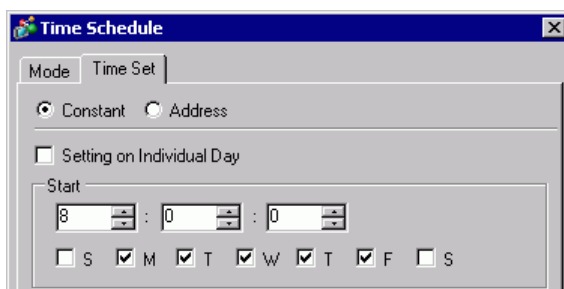 Time Schedule
Mode Time Set
Constant Address
Setting on Individual Day
Start
8 : 0 : 0
S M T W T F S